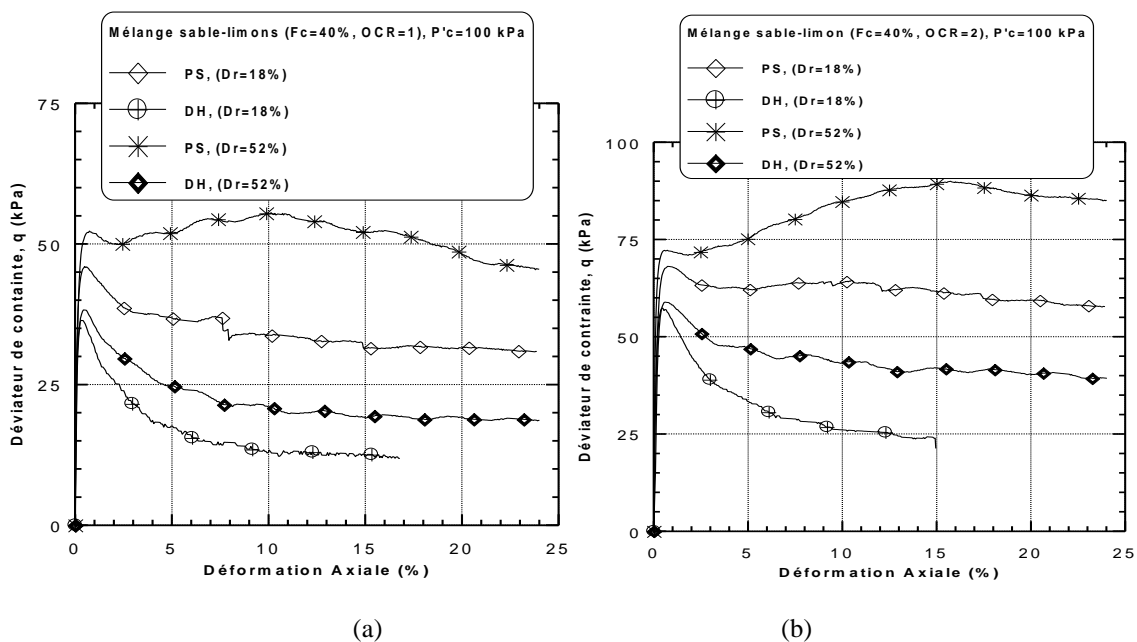 Mélange sable-limons (Fc=40%, OCR=1), P'c=100 kPa
PS, (Dr=18%)
DH, (Dr=18%)
PS, (Dr=52%)
DH, (Dr=52%)
75
50
25
0
Déviateur de containte, q (kPa)
0
5
10
15
20
25
Déformation Axiale (%)
(a)
Mélange sable-limon (Fc=40%, OCR=2), P'c=100 kPa
PS, (Dr=18%)
DH, (Dr=18%)
PS, (Dr=52%)
DH, (Dr=52%)
100
75
50
25
0
Déviateur de contrainte, q (kPa)
0
5
10
15
20
25
Déformation Axiale (%)
(b)